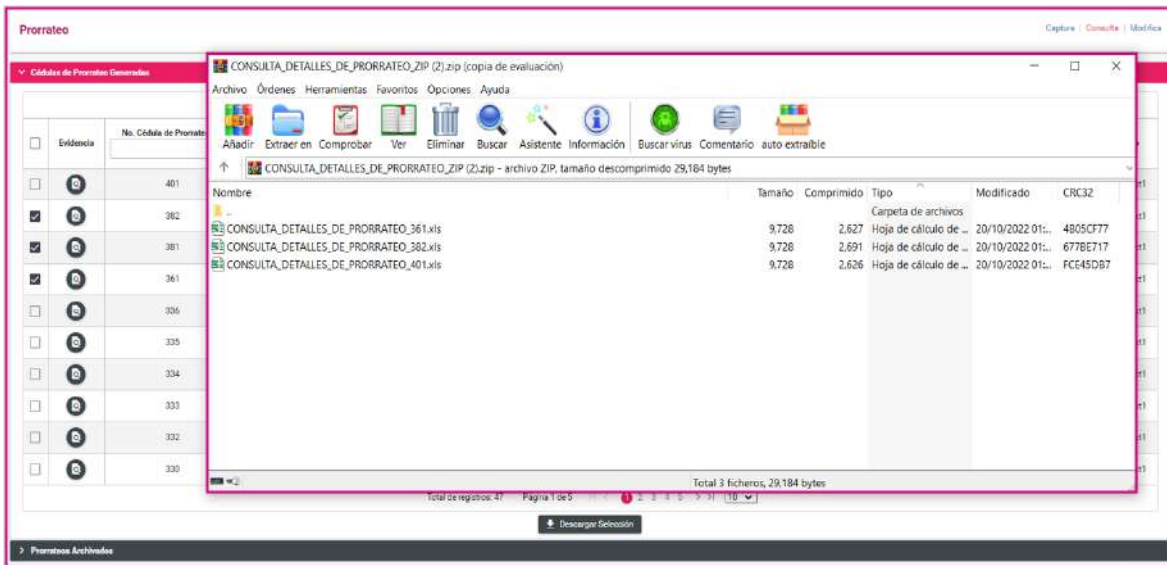 Prorrateo
Captura | Consulta | Modifica
Cédulas de Prorrateo Generadas
CONSULTA_DETALLES_DE_PRORRATEO_ZIP (2).zip (copia de evaluación)
Archivo Órdenes Herramientas Favoritos Opciones Ayuda
Añadir Extraer en Comprobar Ver Eliminar Buscar Asistente Información Buscar virus Comentario auto extraíble
CONSULTA_DETALLES_DE_PRORRATEO_ZIP (2).zip - archivo ZIP, tamaño descomprimido 29,184 bytes
Nombre Tamaño Comprimido Tipo Modificado CRC32
.. Carpeta de archivos
CONSULTA_DETALLES_DE_PRORRATEO_361.xls 9,728 2,627 Hoja de cálculo de ... 20/10/2022 01:... 4B05CF77
CONSULTA_DETALLES_DE_PRORRATEO_382.xls 9,728 2,691 Hoja de cálculo de ... 20/10/2022 01:... 677BE717
CONSULTA_DETALLES_DE_PRORRATEO_401.xls 9,728 2,626 Hoja de cálculo de ... 20/10/2022 01:... FCE45DB7
Total 3 ficheros, 29,184 bytes
Evidencia No. Cédula de Prorrate
401
382
381
361
336
335
334
333
332
330
Total de registros: 47 Página 1 de 5 1 2 3 4 5 10
Descargar Selección
Prorrateos Archivados